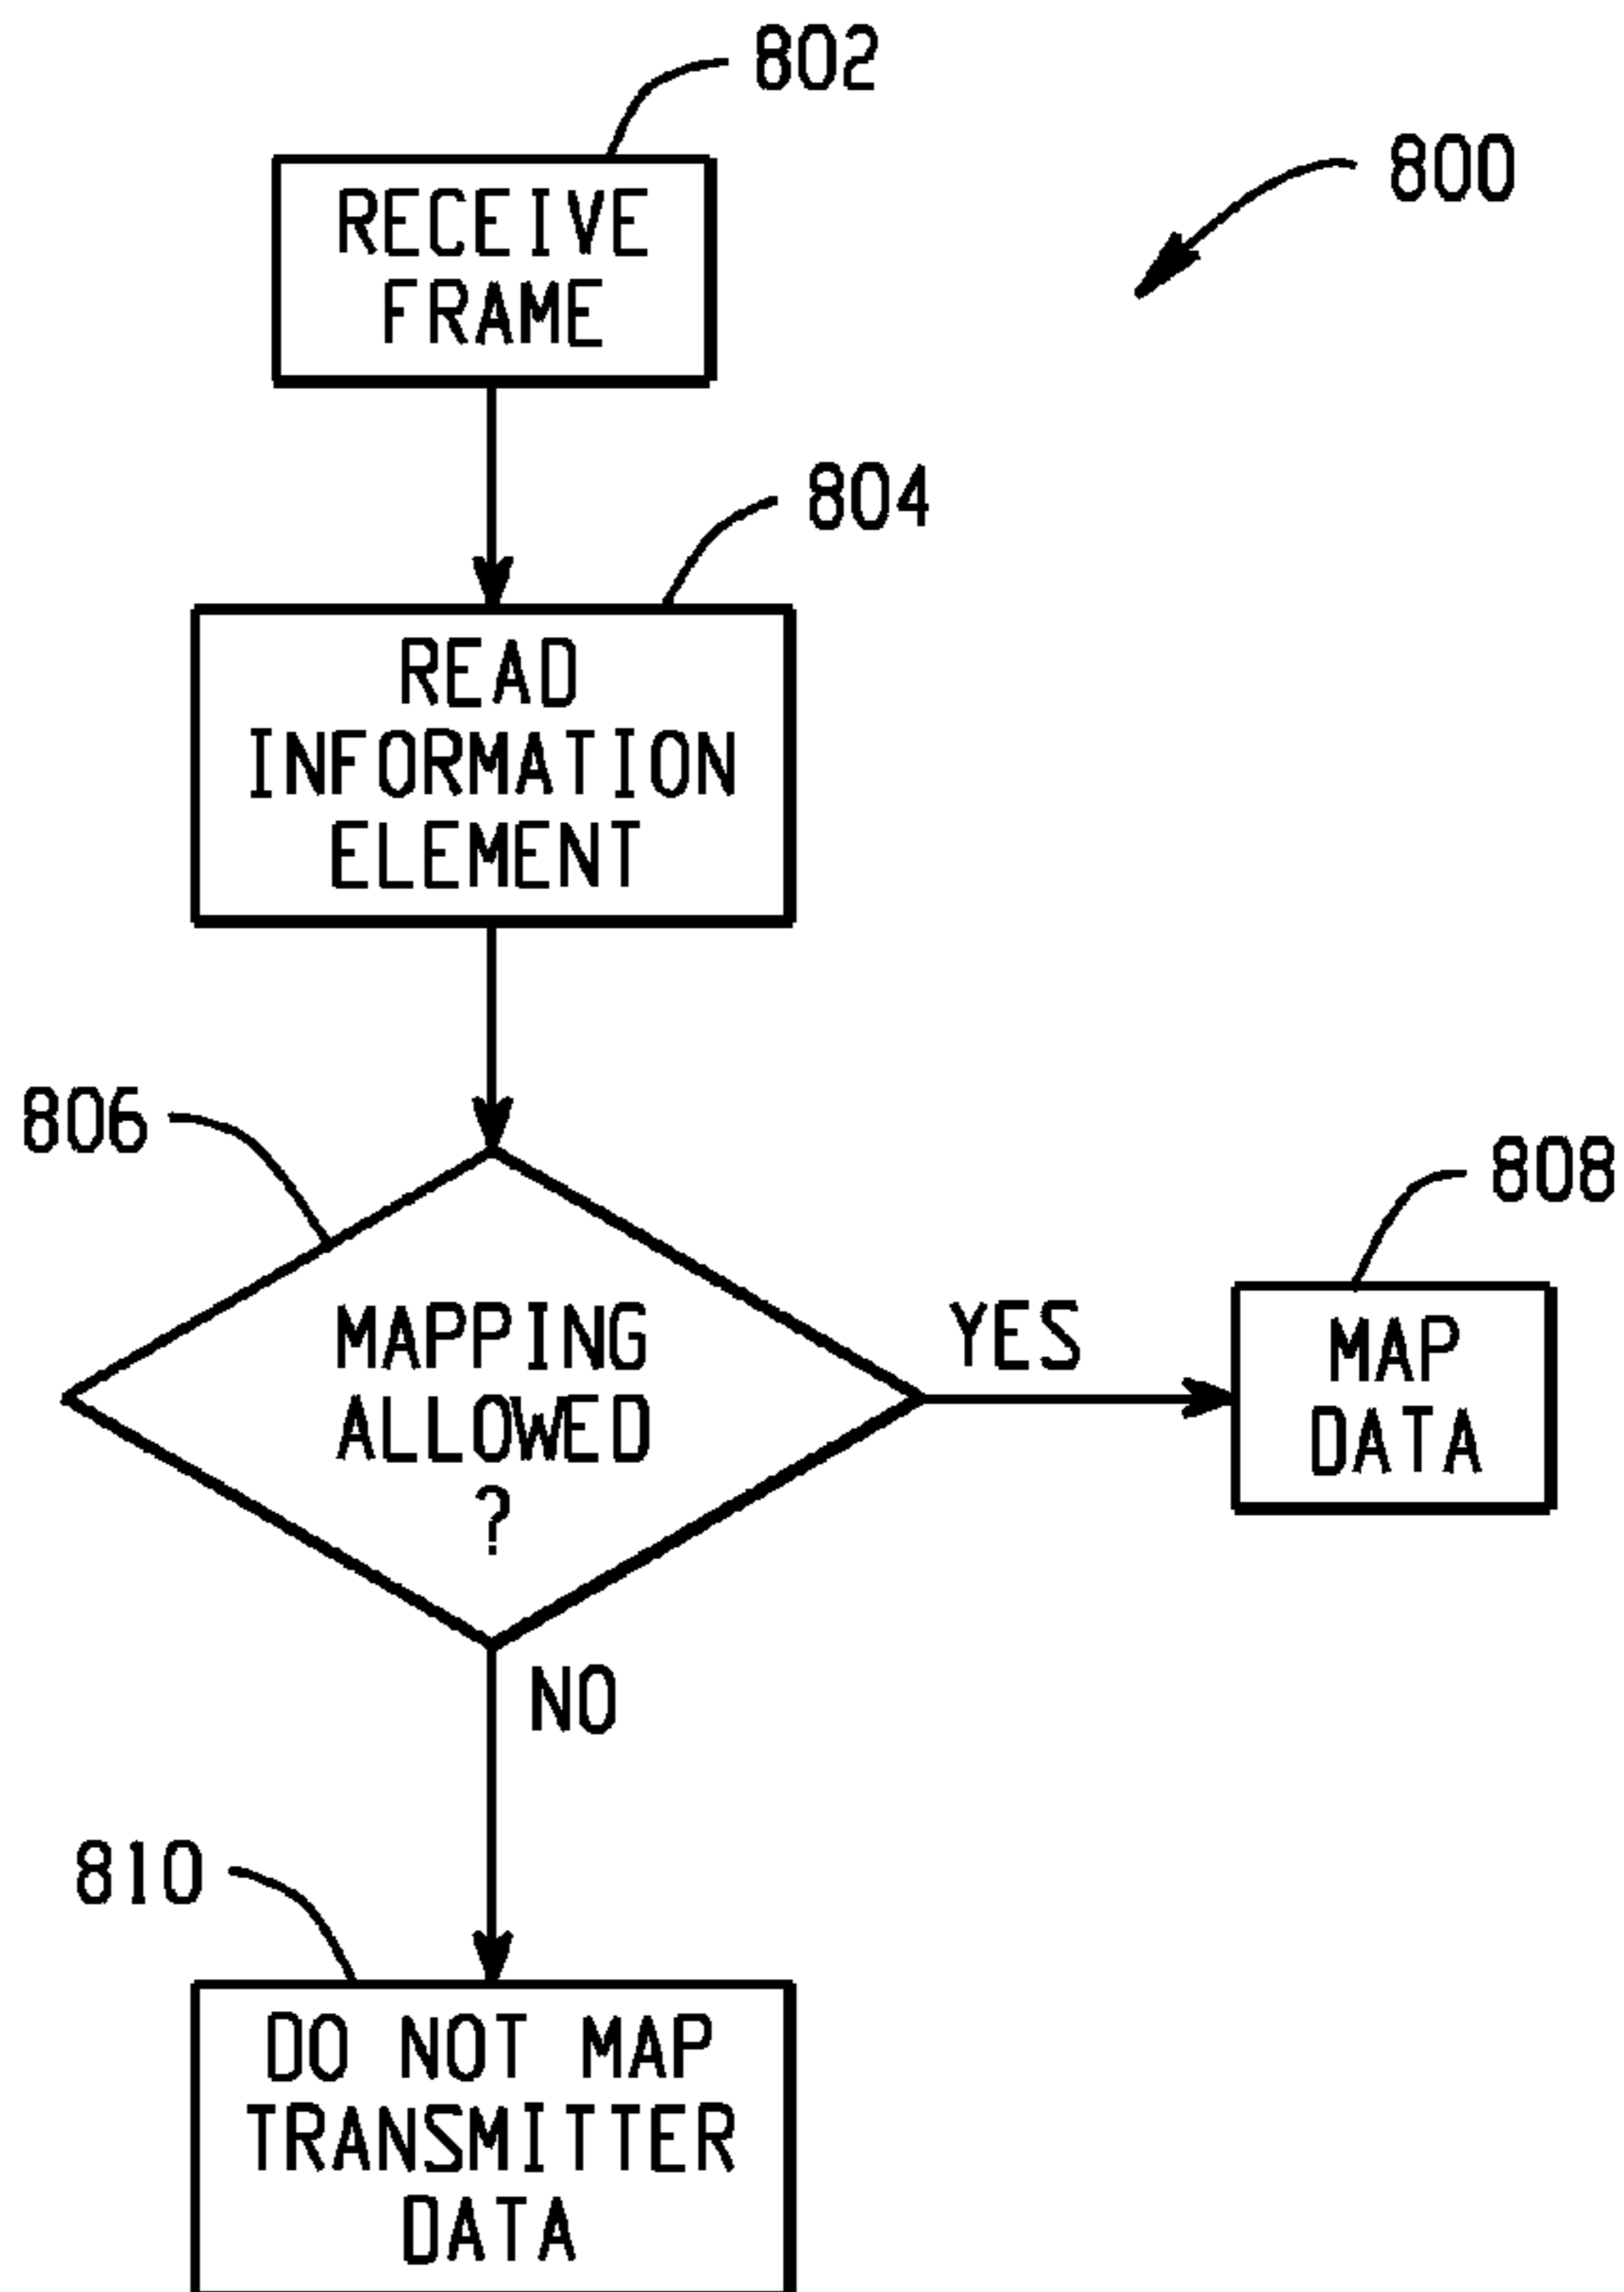 802
800
RECEIVE
FRAME
804
READ
INFORMATION
ELEMENT
806
808
MAPPING
ALLOWED
?
YES
MAP
DATA
NO
810
DO NOT MAP
TRANSMITTER
DATA